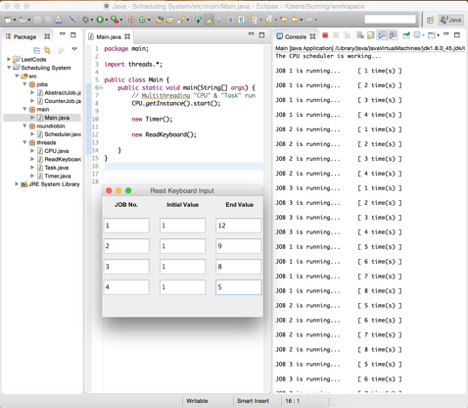 Java - Scheduling System/src/main/Main.java - Eclipse - /Users/Suming/workspace
Java
Package
LeetCode
Scheduling System
src
jobs
AbstractJob.ja
CounterJob.ja
main
Main.java
roundrobin
Scheduler.java
threads
CPU.java
ReadKeyboard
Task.java
Timer.java
JRE System Library
Main.java
1 package main;
2
3 import threads.*;
4
5 public class Main {
6 public static void main(String[] args) {
7 // Multithreading "CPU" & "Task" run
8 CPU.getInstance().start();
9
10 new Timer();
11
12 new ReadKeyboard();
13
14 }
15 }
16
17
18
Read Keyboard Input
JOB No. Initial Value End Value
1 1 12
2 1 9
3 1 8
4 1 5
Console
Main [Java Application] /Library/Java/JavaVirtualMachines/jdk1.8.0_45.jdk/
The CPU scheduler is working...
JOB 1 is running... [ 1 time(s) ]
JOB 1 is running... [ 2 time(s) ]
JOB 1 is running... [ 3 time(s) ]
JOB 1 is running... [ 4 time(s) ]
JOB 2 is running... [ 1 time(s) ]
JOB 2 is running... [ 2 time(s) ]
JOB 2 is running... [ 3 time(s) ]
JOB 2 is running... [ 4 time(s) ]
JOB 3 is running... [ 1 time(s) ]
JOB 3 is running... [ 2 time(s) ]
JOB 3 is running... [ 3 time(s) ]
JOB 3 is running... [ 4 time(s) ]
JOB 1 is running... [ 5 time(s) ]
JOB 1 is running... [ 6 time(s) ]
JOB 1 is running... [ 7 time(s) ]
JOB 1 is running... [ 8 time(s) ]
JOB 2 is running... [ 5 time(s) ]
JOB 2 is running... [ 6 time(s) ]
JOB 2 is running... [ 7 time(s) ]
JOB 2 is running... [ 8 time(s) ]
JOB 3 is running... [ 5 time(s) ]
JOB 3 is running... [ 6 time(s) ]
Writable Smart Insert 16 : 1